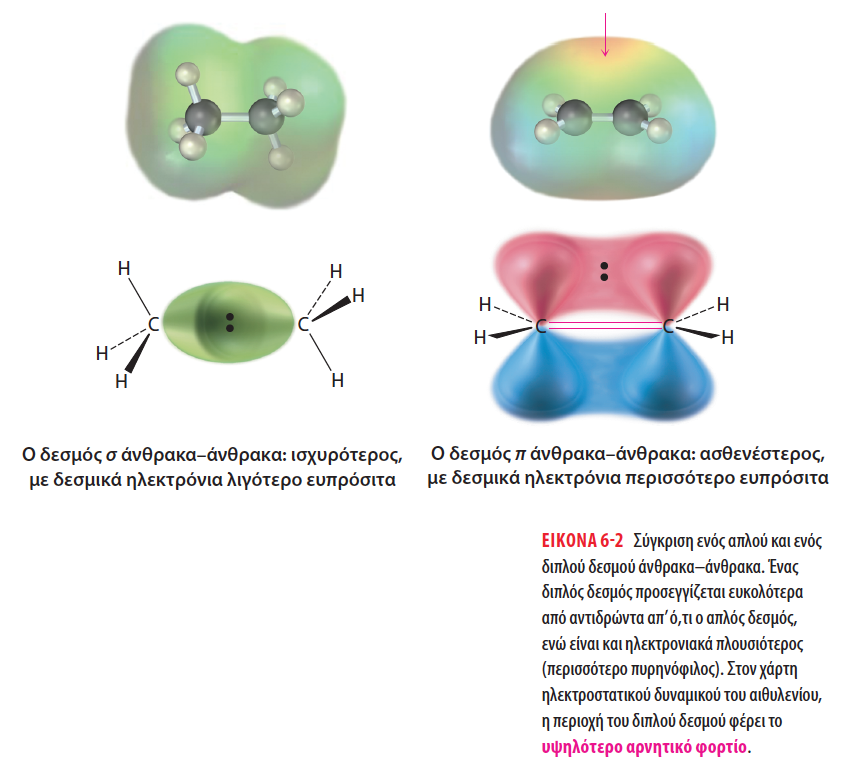 H
H
H
C
C
H
H
H
H
H
C
C
H
H
Ο δεσμός σ άνθρακα–άνθρακα: ισχυρότερος,
με δεσμικά ηλεκτρόνια λιγότερο ευπρόσιτα
Ο δεσμός π άνθρακα–άνθρακα: ασθενέστερος,
με δεσμικά ηλεκτρόνια περισσότερο ευπρόσιτα
ΕΙΚΟΝΑ 6-2 Σύγκριση ενός απλού και ενός
διπλού δεσμού άνθρακα–άνθρακα. Ένας
διπλός δεσμός προσεγγίζεται ευκολότερα
από αντιδρώντα απ’ ό,τι ο απλός δεσμός,
ενώ είναι και ηλεκτρονιακά πλουσιότερος
(περισσότερο πυρηνόφιλος). Στον χάρτη
ηλεκτροστατικού δυναμικού του αιθυλενίου,
η περιοχή του διπλού δεσμού φέρει το
υψηλότερο αρνητικό φορτίο.